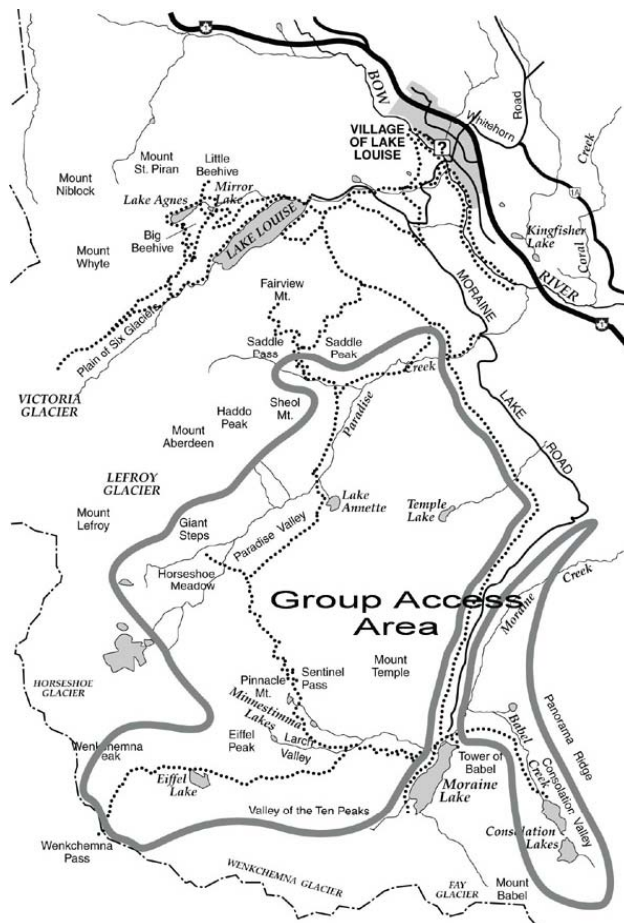 1
BOW
Whitehorn
Road
VILLAGE
OF LAKE
LOUISE
?
Creek
Mount
St. Piran
Little
Beehive
Mount
Niblock
Mirror
Lake
Lake Agnes
1A
Big
Beehive
LAKE LOUISE
Kingfisher
Lake
Coral
Mount
Whyte
RIVER
MORAINE
Fairview
Mt.
1
Plain of Six Glaciers
Saddle
Pass
Saddle
Peak
Creek
VICTORIA
GLACIER
Sheol
Mt.
Haddo
Peak
Paradise
LAKE
Mount
Aberdeen
ROAD
LEFROY
GLACIER
Lake
Annette
Temple
Lake
Mount
Lefroy
Giant
Steps
Paradise Valley
Horseshoe
Meadow
Creek
Moraine
Group Access
Area
Sentinel
Pass
Mount
Temple
HORSESHOE
GLACIER
Pinnacle
Mt.
Minnestimma
Lakes
Panorama Ridge
Babel
Creek
Eiffel
Peak
Larch
Valley
Wenkchemna
Peak
Tower of
Babel
Consolation
Valley
Eiffel
Lake
Moraine
Lake
Valley of the Ten Peaks
Consolation
Lakes
Wenkchemna
Pass
WENKCHEMNA GLACIER
FAY
GLACIER
Mount
Babel